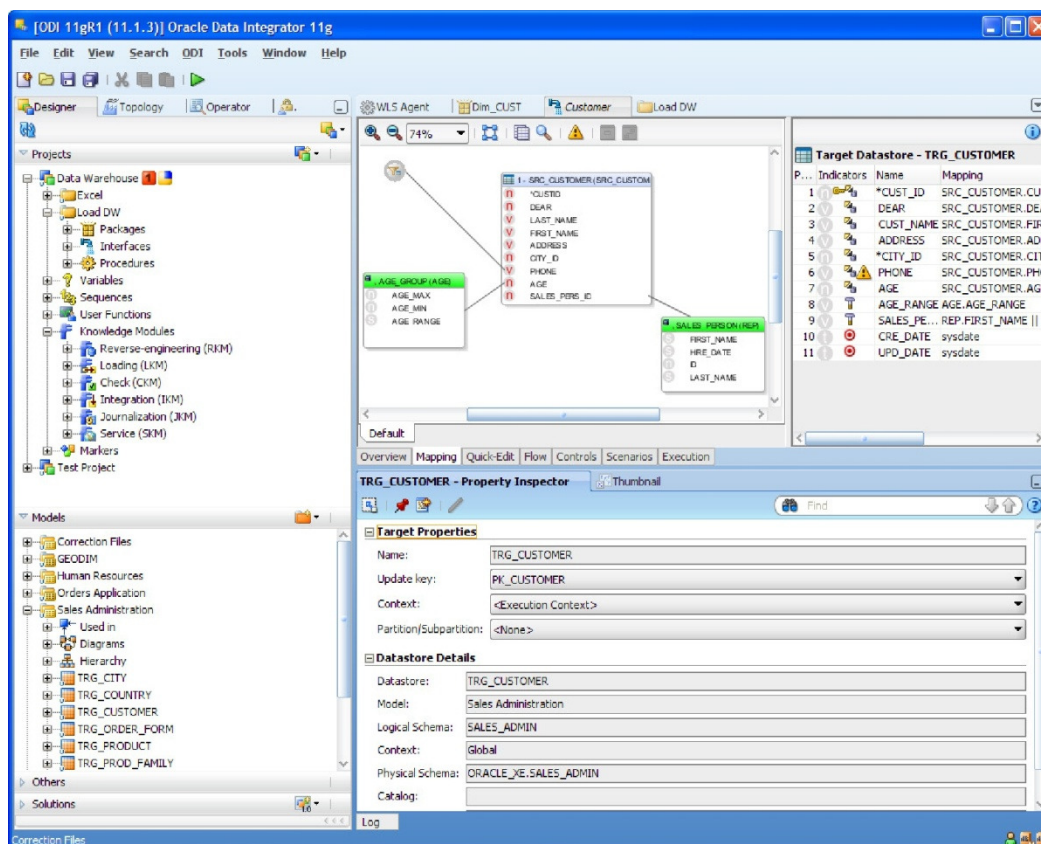 [ODI 11gR1 (11.1.3)] Oracle Data Integrator 11g
File Edit View Search ODI Tools Window Help
Designer Topology Operator
WLS Agent Dim_CUST Customer Load DW
74%
Projects
Data Warehouse 1
Excel
Load DW
Packages
Interfaces
Procedures
Variables
Sequences
User Functions
Knowledge Modules
Reverse-engineering (RKM)
Loading (LKM)
Check (CKM)
Integration (IKM)
Journalization (JKM)
Service (SKM)
Markers
Test Project
1 - SRC_CUSTOMER (SRC_CUSTOM
*CUSTID
DEAR
LAST_NAME
FIRST_NAME
ADDRESS
CITY_ID
PHONE
AGE
SALES_PERS_ID
AGE_GROUP (AGE)
AGE_MAX
AGE_MIN
AGE_RANGE
SALES_PERSON (REP)
FIRST_NAME
HIRE_DATE
ID
LAST_NAME
Default
Overview Mapping Quick-Edit Flow Controls Scenarios Execution
Target Datastore - TRG_CUSTOMER
P... Indicators Name Mapping
1 *CUST_ID SRC_CUSTOMER.CU
2 DEAR SRC_CUSTOMER.DEA
3 CUST_NAME SRC_CUSTOMER.FIR
4 ADDRESS SRC_CUSTOMER.AD
5 *CITY_ID SRC_CUSTOMER.CIT
6 PHONE SRC_CUSTOMER.PHO
7 AGE SRC_CUSTOMER.AG
8 AGE_RANGE AGE.AGE_RANGE
9 SALES_PE... REP.FIRST_NAME ||
10 CRE_DATE sysdate
11 UPD_DATE sysdate
Models
Correction Files
GEODIM
Human Resources
Orders Application
Sales Administration
Used in
Diagrams
Hierarchy
TRG_CITY
TRG_COUNTRY
TRG_CUSTOMER
TRG_ORDER_FORM
TRG_PRODUCT
TRG_PROD_FAMILY
Others
Solutions
TRG_CUSTOMER - Property Inspector Thumbnail
Find
Target Properties
Name: TRG_CUSTOMER
Update key: PK_CUSTOMER
Context: <Execution Context>
Partition/Subpartition: <None>
Datastore Details
Datastore: TRG_CUSTOMER
Model: Sales Administration
Logical Schema: SALES_ADMIN
Context: Global
Physical Schema: ORACLE_XE.SALES_ADMIN
Catalog:
Log
Correction Files